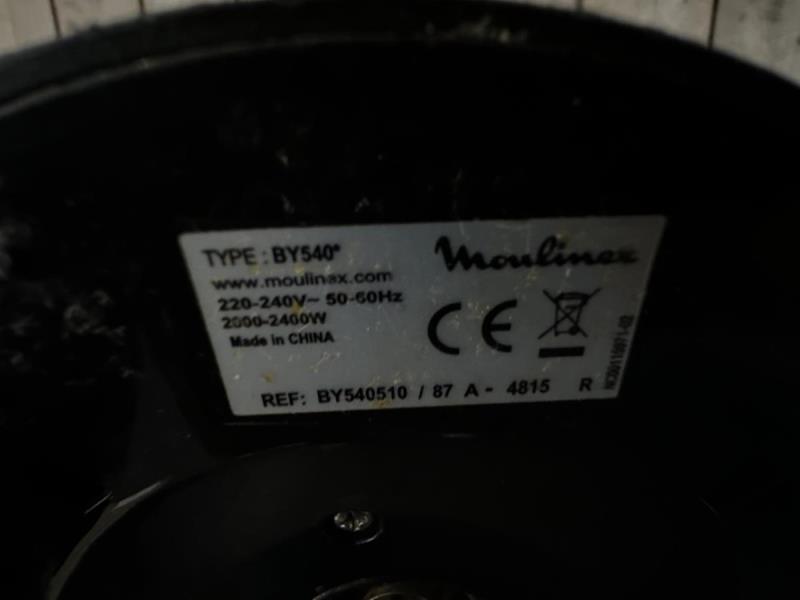 TYPE : BY540*
Moulinex
www.moulinex.com
220-240V~ 50-60Hz
2000-2400W
Made in CHINA
CE
REF: BY540510 / 87 A - 4815 R